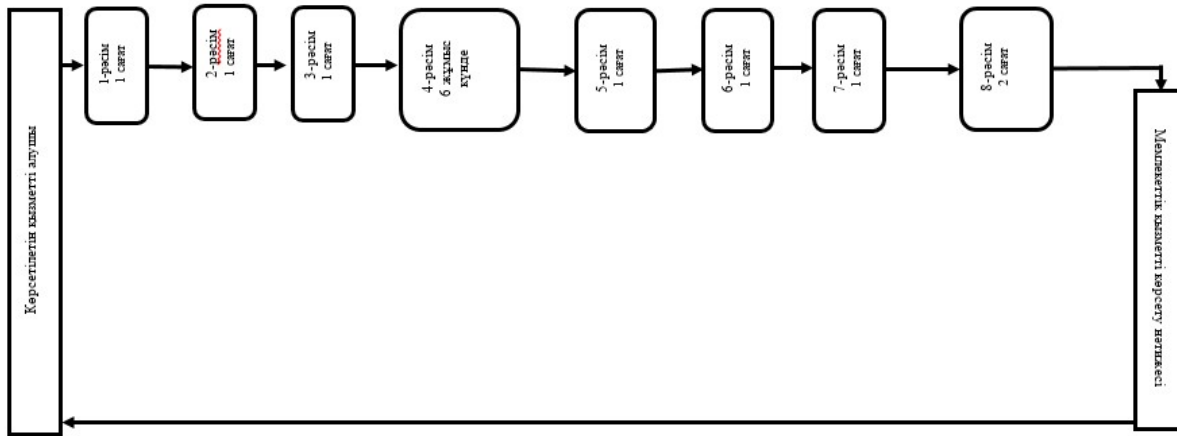 Көрсетілетін қызметті алушы
1-рәсім
1 сағат
2-рәсім
1 сағат
3-рәсім
1 сағат
4-рәсім
6 жұмыс
күнде
5-рәсім
1 сағат
6-рәсім
1 сағат
7-рәсім
1 сағат
8-рәсім
2 сағат
Мемлекеттік қызметті көрсету нәтижесі